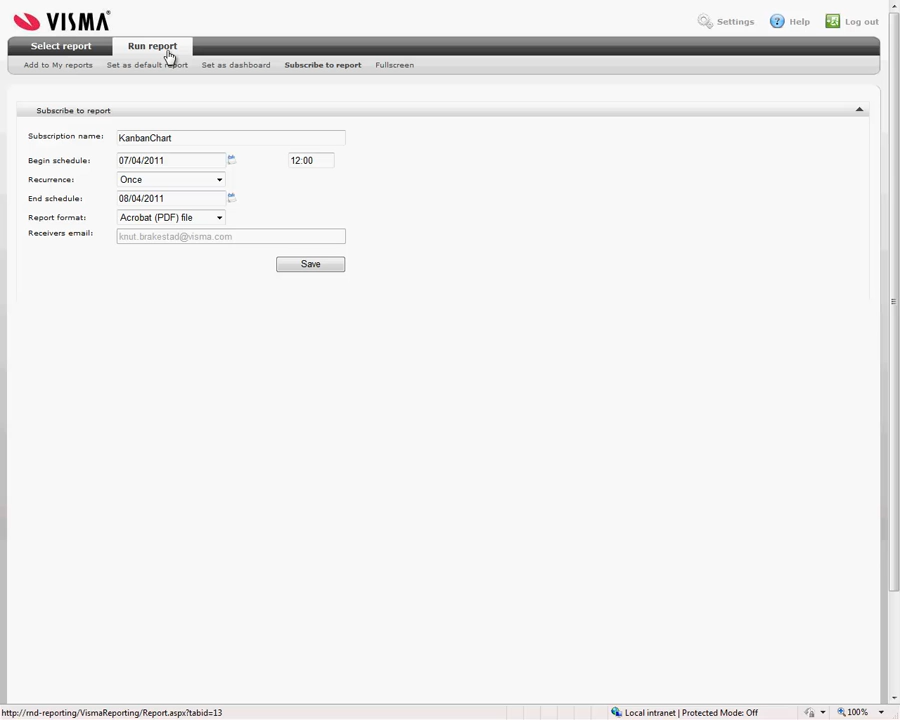 VISMA
Settings
Help
Log out
Select report
Run report
Add to My reports
Set as default report
Set as dashboard
Subscribe to report
Fullscreen
Subscribe to report
Subscription name: KanbanChart
Begin schedule: 07/04/2011 12:00
Recurrence: Once
End schedule: 08/04/2011
Report format: Acrobat (PDF) file
Receivers email: knut.brakestad@visma.com
Save
http://rnd-reporting/VismaReporting/Report.aspx?tabid=13
Local intranet | Protected Mode: Off
100%